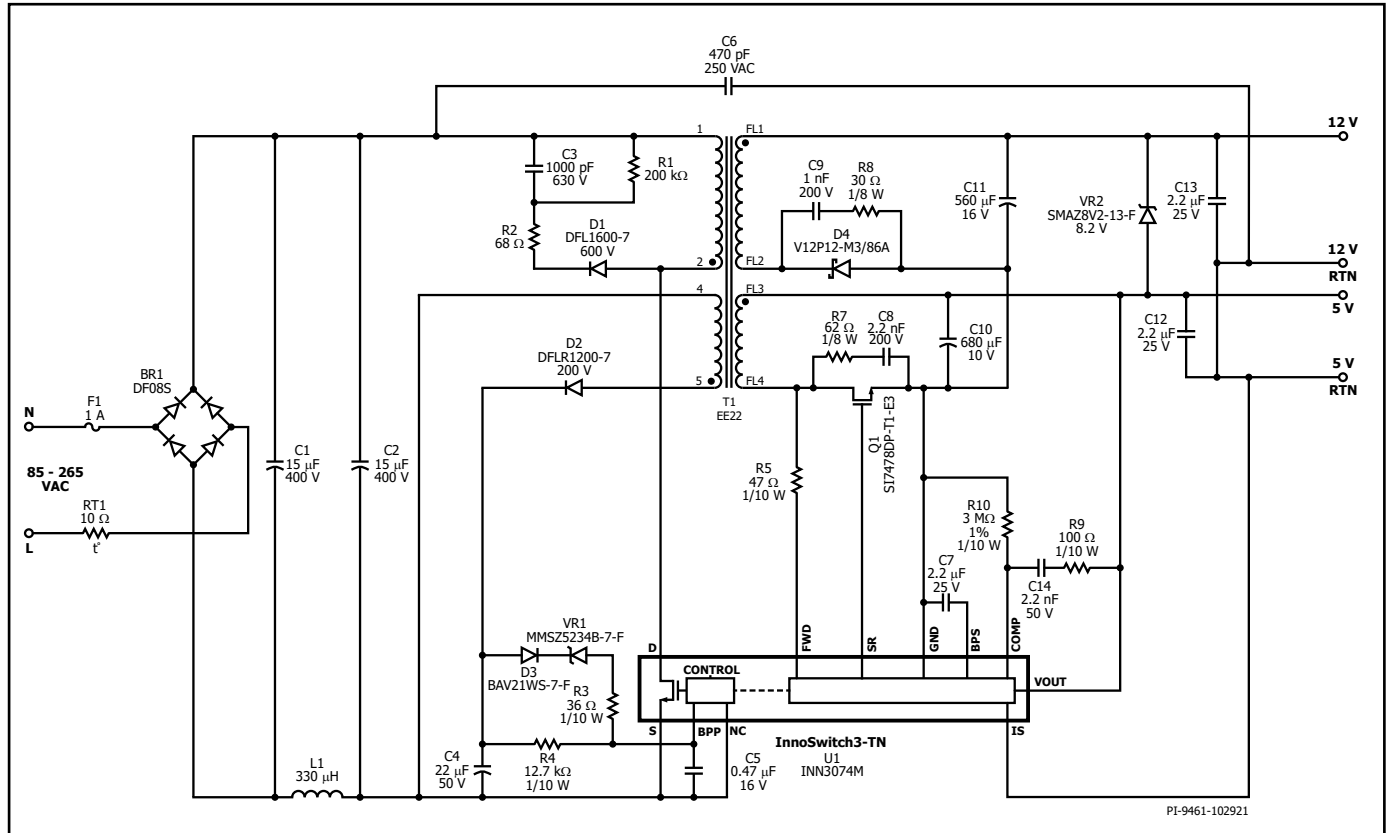 C6
470 pF
250 VAC
1
FL1
12 V
C3
1000 pF
630 V
R1
200 kΩ
C9
1 nF
200 V
R8
30 Ω
1/8 W
C11
560 µF
16 V
VR2
SMAZ8V2-13-F
8.2 V
C13
2.2 µF
25 V
R2
68 Ω
D1
DFL1600-7
600 V
D4
V12P12-M3/86A
2
FL2
12 V
RTN
4
FL3
5 V
D2
DFLR1200-7
200 V
R7
62 Ω
1/8 W
C8
2.2 nF
200 V
C10
680 µF
10 V
C12
2.2 µF
25 V
5
FL4
5 V
RTN
T1
EE22
BR1
DF08S
N
F1
1 A
Q1
SI7478DP-T1-E3
85 - 265
VAC
C1
15 µF
400 V
C2
15 µF
400 V
R5
47 Ω
1/10 W
RT1
10 Ω
t°
L
R10
3 MΩ
1%
1/10 W
R9
100 Ω
1/10 W
C7
2.2 µF
25 V
C14
2.2 nF
50 V
VR1
MMSZ5234B-7-F
D3
BAV21WS-7-F
R3
36 Ω
1/10 W
D
CONTROL
FWD
SR
GND
BPS
COMP
VOUT
S
BPP
NC
IS
InnoSwitch3-TN
U1
INN3074M
C4
22 µF
50 V
R4
12.7 kΩ
1/10 W
C5
0.47 µF
16 V
L1
330 µH
PI-9461-102921